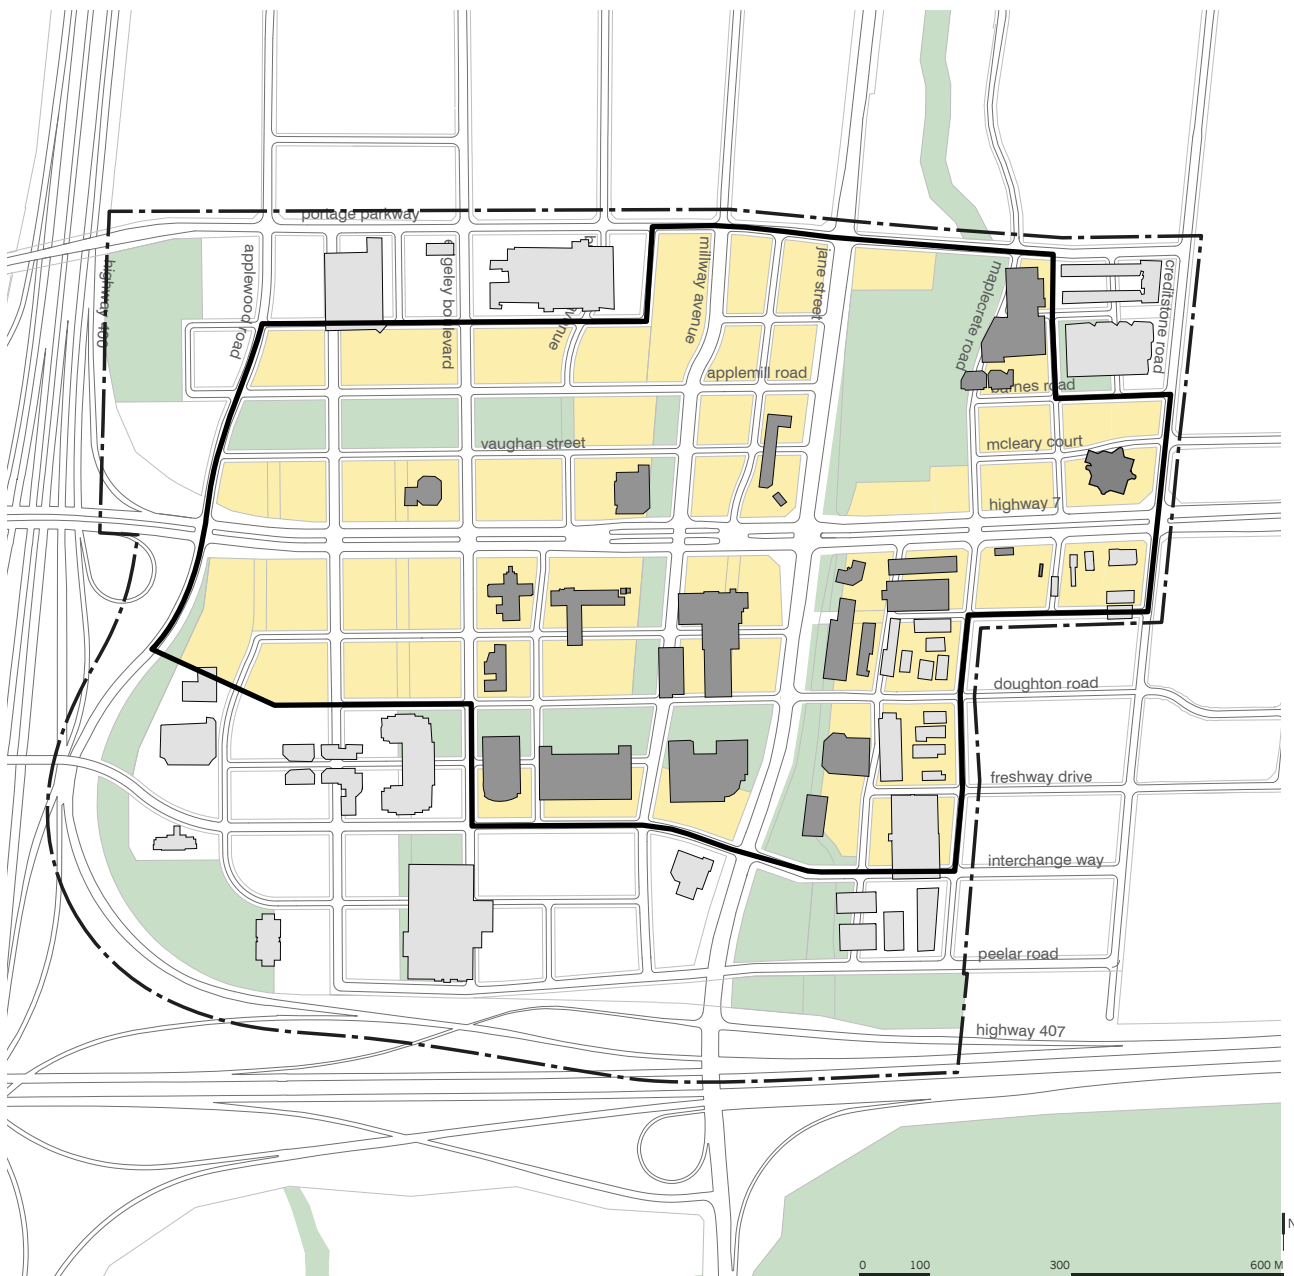 portage parkway
highway 400
applewood road
millway avenue
jane street
maplecrete road
creditstone road
avenue
applemill road
barnes road
vaughan street
mcleary court
highway 7
doughton road
freshway drive
interchange way
peelar road
highway 407
0 100 300 600 M
N